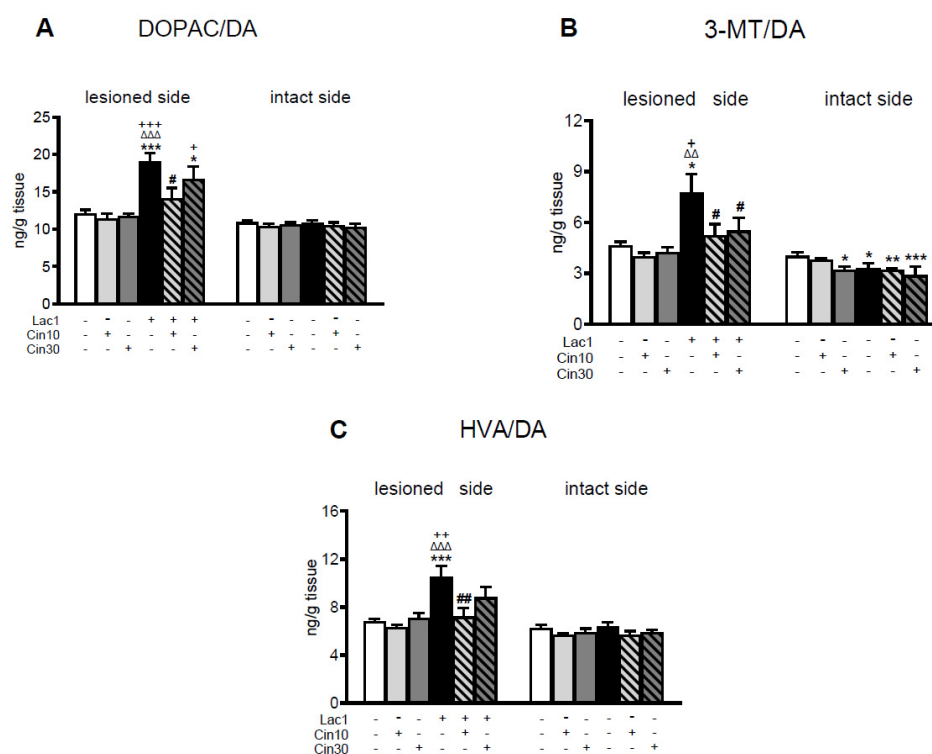 A DOPAC/DA
lesioned side intact side
25
20
15
10
5
0
ng/g tissue
+++
ΔΔΔ
***
#
+
*
Lac1 - - - + + + - - - - - -
Cin10 - + - - + - - + - - + -
Cin30 - - + - - + - - + - - +
B 3-MT/DA
lesioned side intact side
12
9
6
3
0
ng/g tissue
+
ΔΔ
*
# #
* * ** ***
Lac1 - - - + + + - - - - - -
Cin10 - + - - + - - + - - + -
Cin30 - - + - - + - - + - - +
C HVA/DA
lesioned side intact side
16
12
8
4
0
ng/g tissue
++
ΔΔΔ
***
##
Lac1 - - - + + + - - - - - -
Cin10 - + - - + - - + - - + -
Cin30 - - + - - + - - + - - +